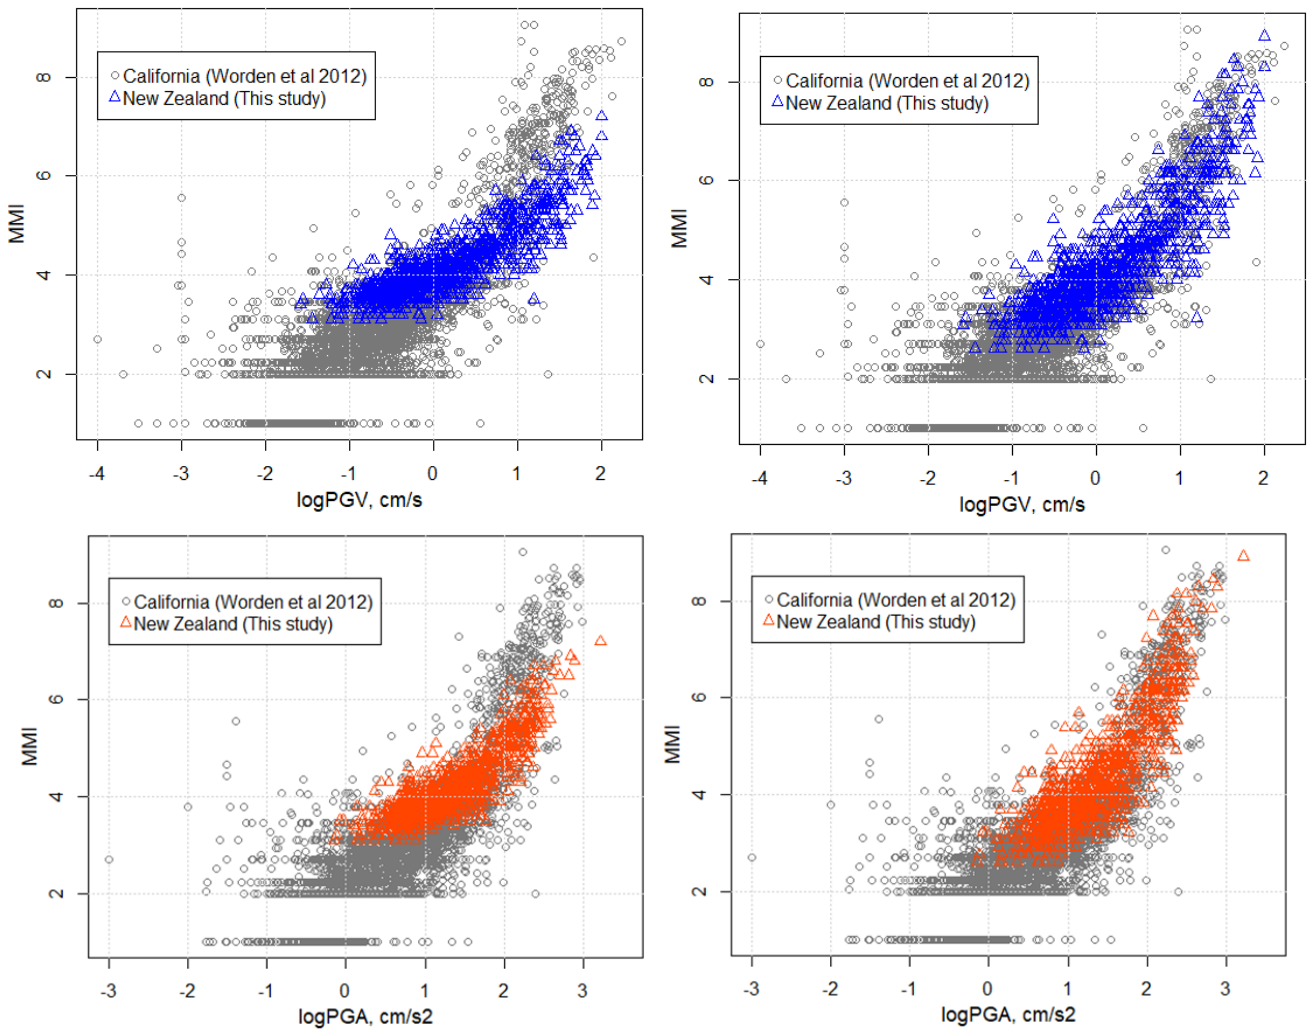 California (Worden et al 2012)
New Zealand (This study)
MMI
8
6
4
2
-4 -3 -2 -1 0 1 2
logPGV, cm/s
California (Worden et al 2012)
New Zealand (This study)
MMI
8
6
4
2
-4 -3 -2 -1 0 1 2
logPGV, cm/s
California (Worden et al 2012)
New Zealand (This study)
MMI
8
6
4
2
-3 -2 -1 0 1 2 3
logPGA, cm/s2
California (Worden et al 2012)
New Zealand (This study)
MMI
8
6
4
2
-3 -2 -1 0 1 2 3
logPGA, cm/s2